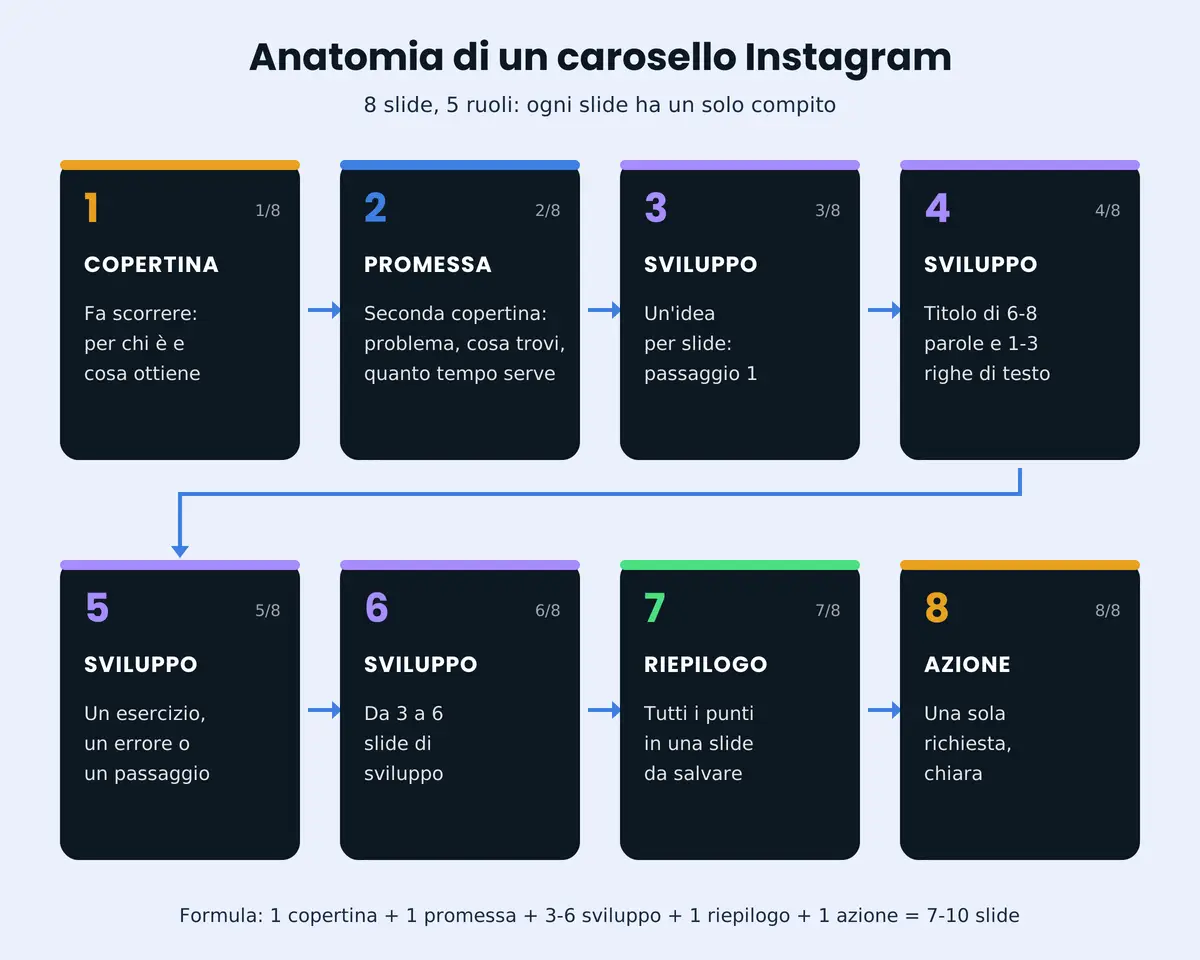 Anatomia di un carosello Instagram
8 slide, 5 ruoli: ogni slide ha un solo compito
1
1/8
COPERTINA
Fa scorrere:
per chi è e
cosa ottiene
2
2/8
PROMESSA
Seconda copertina:
problema, cosa trovi,
quanto tempo serve
3
3/8
SVILUPPO
Un'idea
per slide:
passaggio 1
4
4/8
SVILUPPO
Titolo di 6-8
parole e 1-3
righe di testo
5
5/8
SVILUPPO
Un esercizio,
un errore o
un passaggio
6
6/8
SVILUPPO
Da 3 a 6
slide di
sviluppo
7
7/8
RIEPILOGO
Tutti i punti
in una slide
da salvare
8
8/8
AZIONE
Una sola
richiesta,
chiara
Formula: 1 copertina + 1 promessa + 3-6 sviluppo + 1 riepilogo + 1 azione = 7-10 slide